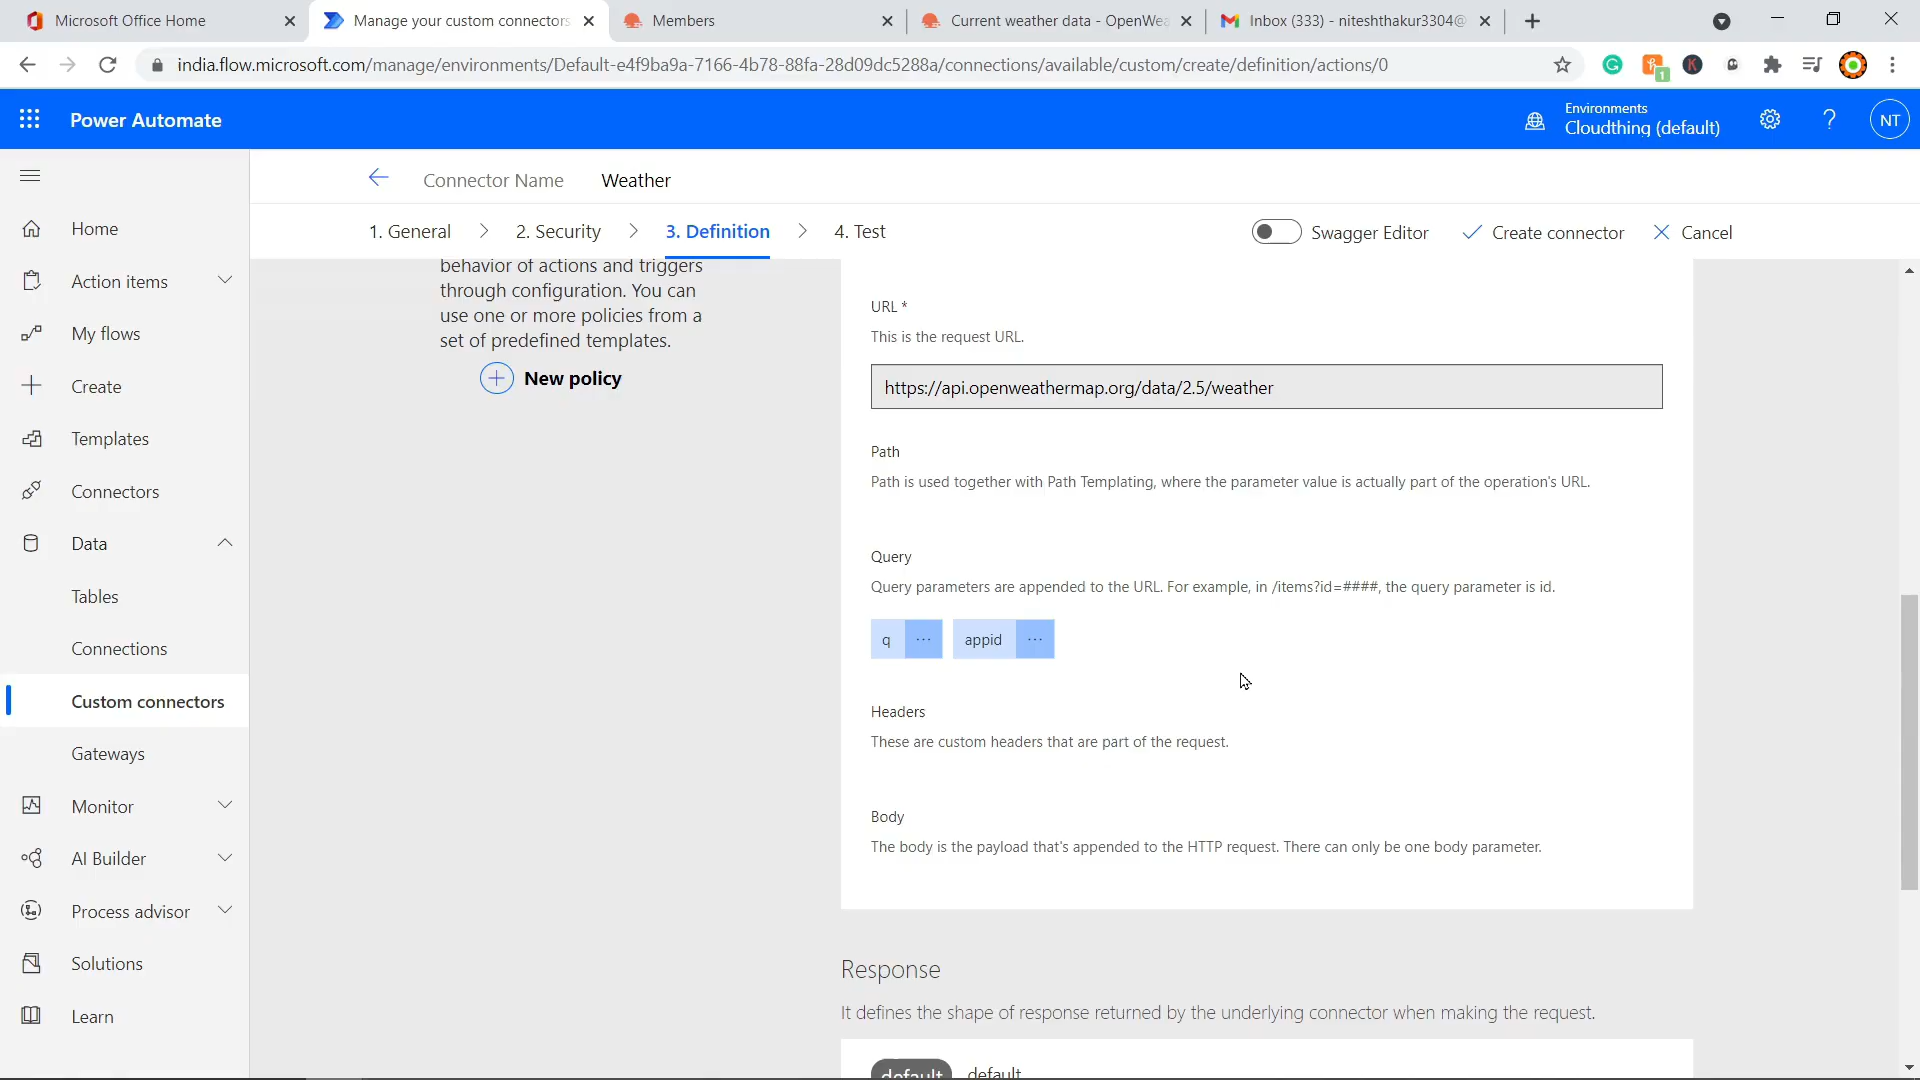 Microsoft Office Home
Manage your custom connectors
Members
Current weather data - OpenWea
Inbox (333) - niteshthakur3304@
india.flow.microsoft.com/manage/environments/Default-e4f9ba9a-7166-4b78-88fa-28d09dc5288a/connections/available/custom/create/definition/actions/0
1
Power Automate
Environments
Cloudthing (default)
?
NT
Connector Name
Weather
1. General
2. Security
3. Definition
4. Test
Swagger Editor
Create connector
Cancel
Home
Action items
My flows
Create
Templates
Connectors
Data
Tables
Connections
Custom connectors
Gateways
Monitor
AI Builder
Process advisor
Solutions
Learn
behavior of actions and triggers
through configuration. You can
use one or more policies from a
set of predefined templates.
New policy
URL *
This is the request URL.
https://api.openweathermap.org/data/2.5/weather
Path
Path is used together with Path Templating, where the parameter value is actually part of the operation's URL.
Query
Query parameters are appended to the URL. For example, in /items?id=####, the query parameter is id.
q ...
appid ...
Headers
These are custom headers that are part of the request.
Body
The body is the payload that's appended to the HTTP request. There can only be one body parameter.
Response
It defines the shape of response returned by the underlying connector when making the request.
default
default